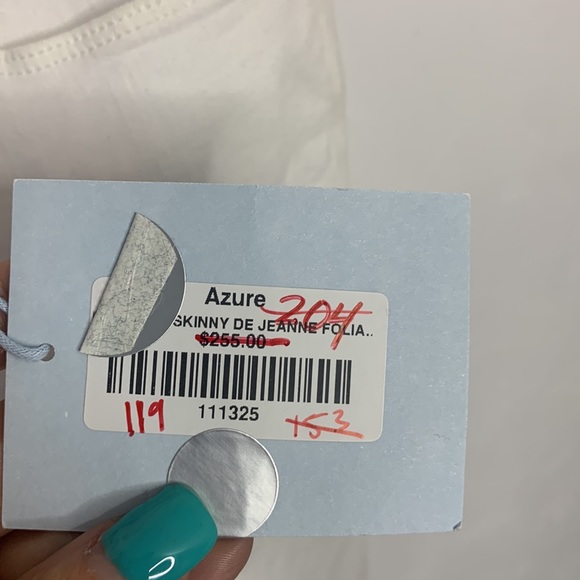 Azure 204
SKINNY DE JEANNE FOLIA..
$255.00
119 111325 153